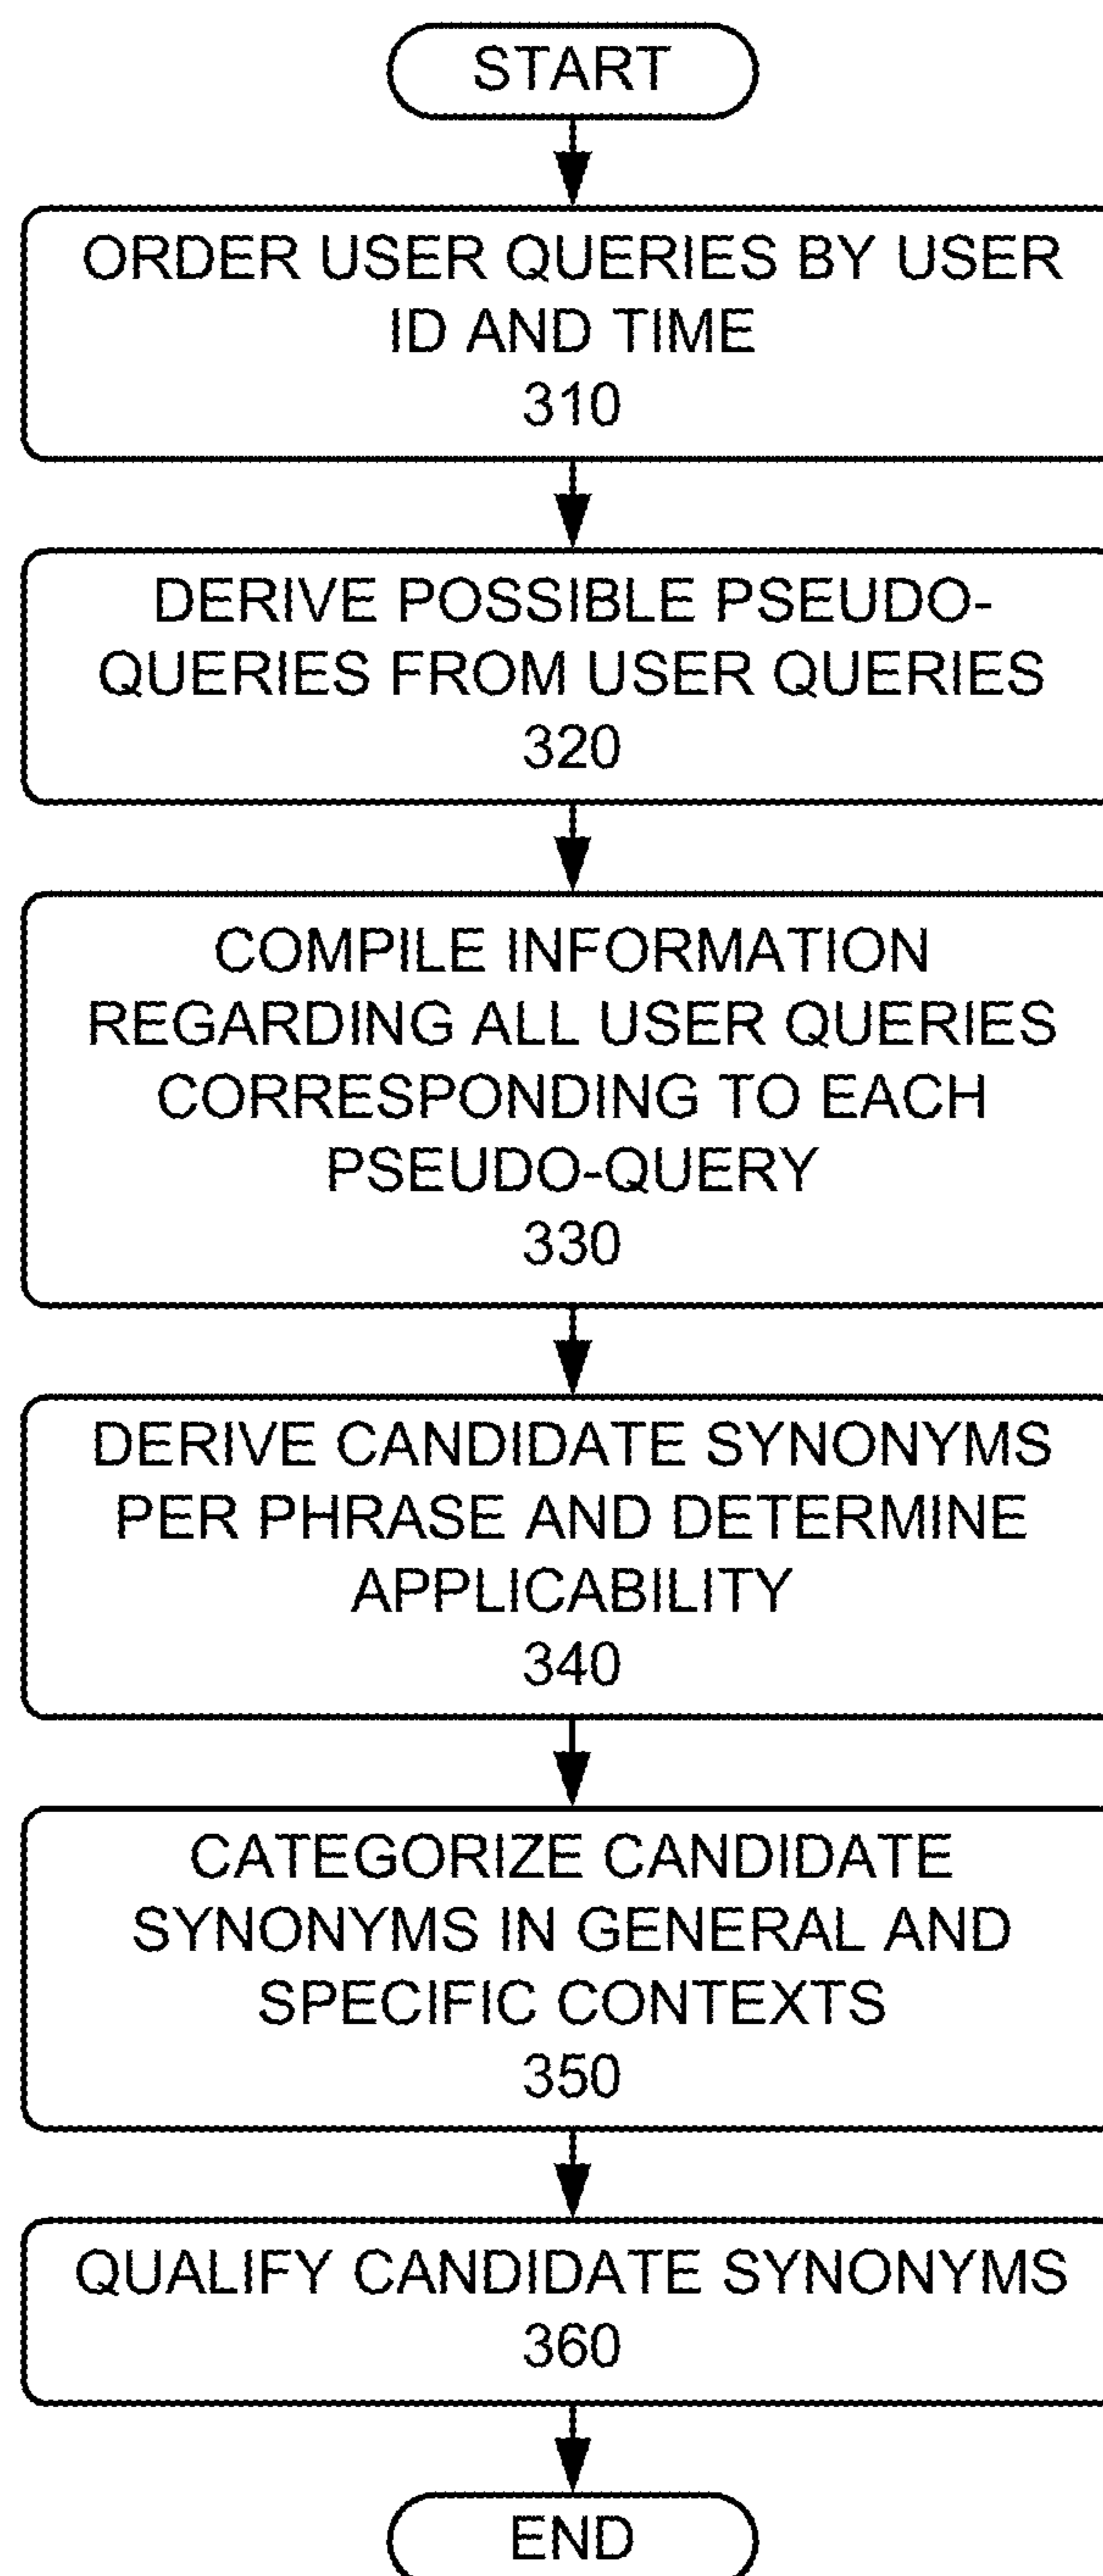 START
ORDER USER QUERIES BY USER
ID AND TIME
310
DERIVE POSSIBLE PSEUDO-
QUERIES FROM USER QUERIES
320
COMPILE INFORMATION
REGARDING ALL USER QUERIES
CORRESPONDING TO EACH
PSEUDO-QUERY
330
DERIVE CANDIDATE SYNONYMS
PER PHRASE AND DETERMINE
APPLICABILITY
340
CATEGORIZE CANDIDATE
SYNONYMS IN GENERAL AND
SPECIFIC CONTEXTS
350
QUALIFY CANDIDATE SYNONYMS
360
END